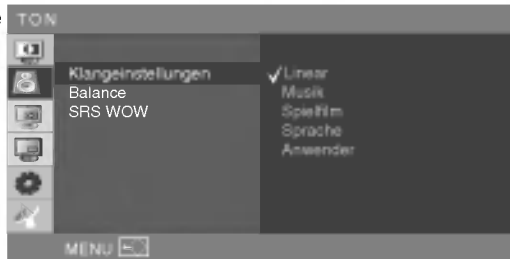 TON
Klangeinstellungen
Balance
SRS WOW
Linear
Musik
Spielfilm
Sprache
Anwender
MENU